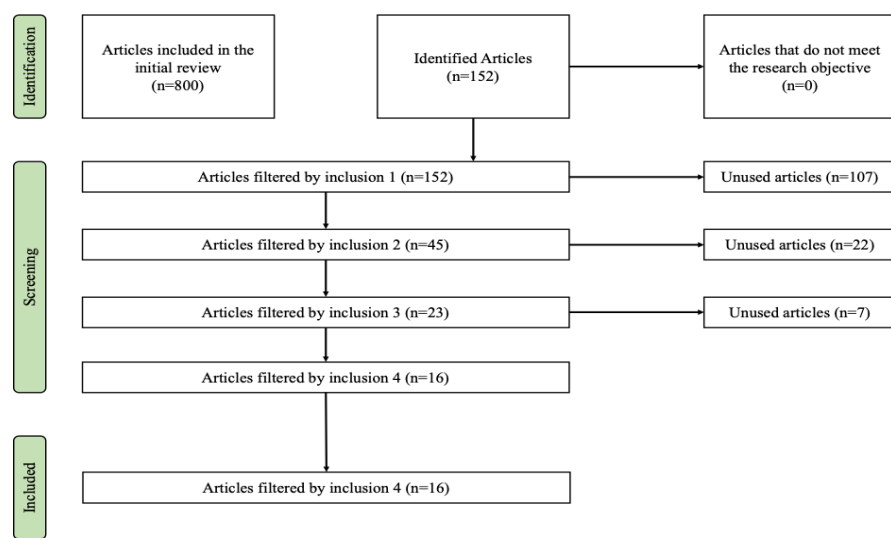 Identification
Articles included in the
initial review
(n=800)
Identified Articles
(n=152)
Articles that do not meet
the research objective
(n=0)
Screening
Articles filtered by inclusion 1 (n=152)
Unused articles (n=107)
Articles filtered by inclusion 2 (n=45)
Unused articles (n=22)
Articles filtered by inclusion 3 (n=23)
Unused articles (n=7)
Articles filtered by inclusion 4 (n=16)
Included
Articles filtered by inclusion 4 (n=16)